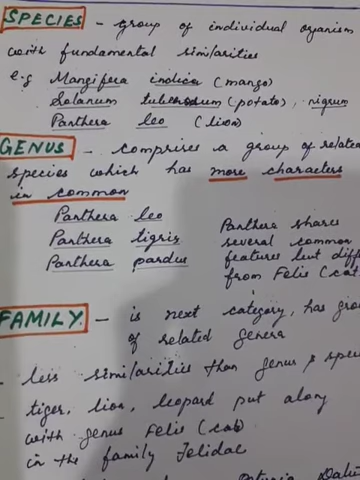 SPECIES - group of individual organism
with fundamental similarities
e.g Mangifera indica (mango)
Solanum tuberosum (potato), nigrum
Panthera leo (lion)
GENUS - comprises a group of related
species which has more characters
in common
Panthera leo
Panthera tigris
Panthera pardus
Panthera shares
several common
features but diff
from Felis (cat
FAMILY. - is next category, has gro
of related genera
- less similarities than genus & spe
- tiger, lion, leopard put along
with genus Felis (cat)
in the family Felidae